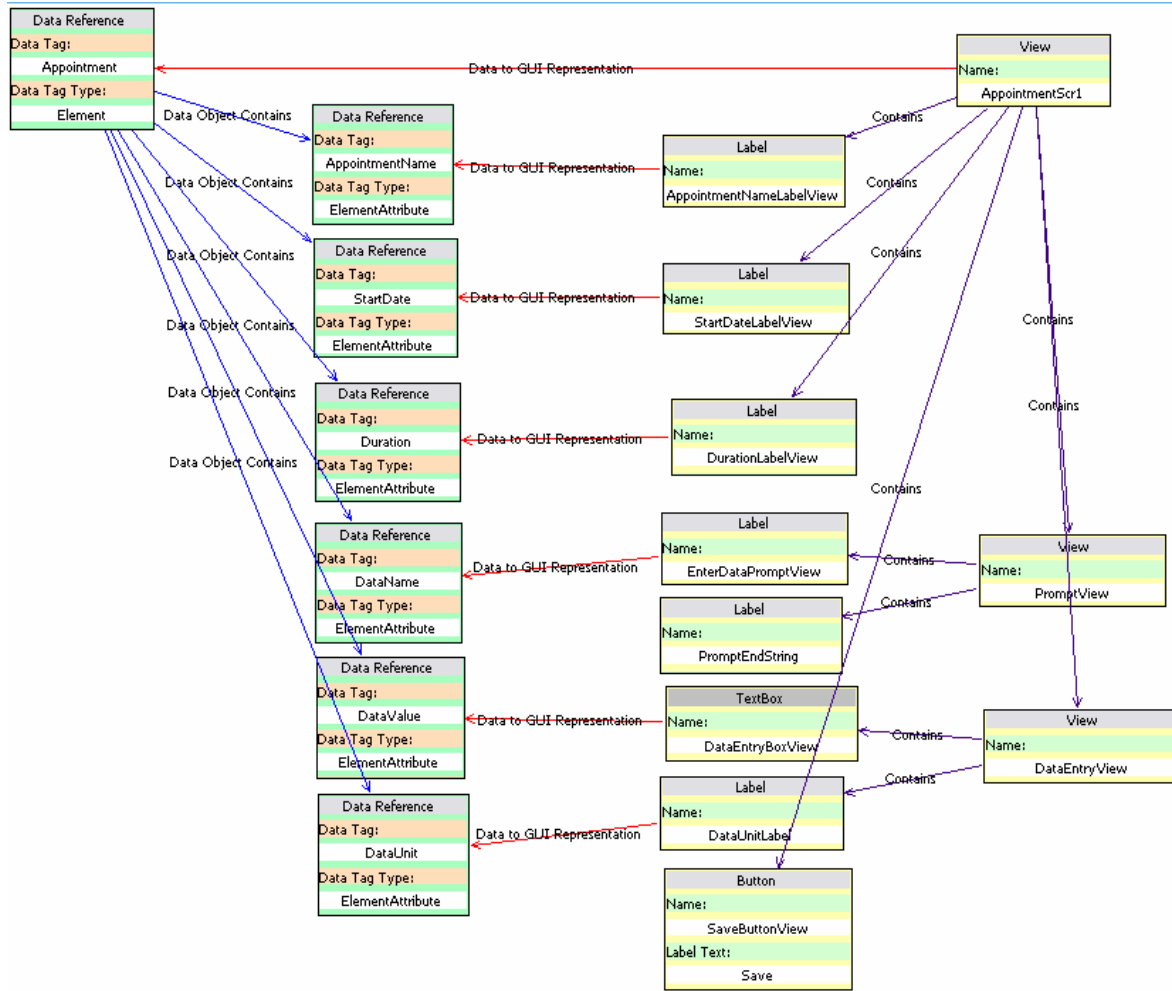 Data Reference
Data Tag:
Appointment
Data Tag Type:
Element
View
Name:
AppointmentScr1
Data to GUI Representation
Data Object Contains
Data Reference
Data Tag:
AppointmentName
Data Tag Type:
ElementAttribute
Data to GUI Representation
Label
Name:
AppointmentNameLabelView
Contains
Data Object Contains
Data Reference
Data Tag:
StartDate
Data Tag Type:
ElementAttribute
Data to GUI Representation
Label
Name:
StartDateLabelView
Contains
Data Object Contains
Data Object Contains
Data Reference
Data Tag:
Duration
Data Tag Type:
ElementAttribute
Data to GUI Representation
Label
Name:
DurationLabelView
Contains
Contains
Contains
Data Object Contains
Data Object Contains
Contains
Data Reference
Data Tag:
DataName
Data Tag Type:
ElementAttribute
Data to GUI Representation
Label
Name:
EnterDataPromptView
Contains
View
Name:
PromptView
Label
Name:
PromptEndString
Contains
Data Reference
Data Tag:
DataValue
Data Tag Type:
ElementAttribute
Data to GUI Representation
TextBox
Name:
DataEntryBoxView
Contains
View
Name:
DataEntryView
Data Reference
Data Tag:
DataUnit
Data Tag Type:
ElementAttribute
Data to GUI Representation
Label
Name:
DataUnitLabel
Contains
Button
Name:
SaveButtonView
Label Text:
Save